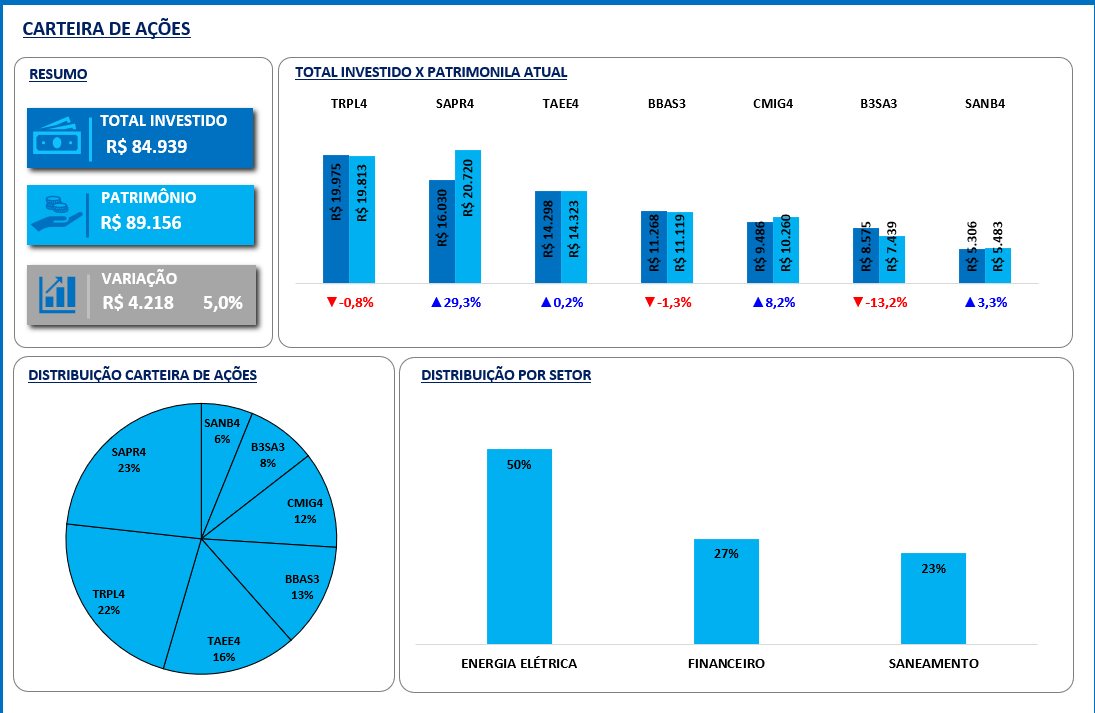 CARTEIRA DE AÇÕES
RESUMO
TOTAL INVESTIDO
R$ 84.939
PATRIMÔNIO
R$ 89.156
VARIAÇÃO
R$ 4.218 5,0%
TOTAL INVESTIDO X PATRIMONILA ATUAL
TRPL4 SAPR4 TAEE4 BBAS3 CMIG4 B3SA3 SANB4
R$ 19.975
R$ 19.813
R$ 16.030
R$ 20.720
R$ 14.298
R$ 14.323
R$ 11.268
R$ 11.119
R$ 9.486
R$ 10.260
R$ 8.575
R$ 7.439
R$ 5.306
R$ 5.483
▼-0,8% ▲29,3% ▲0,2% ▼-1,3% ▲8,2% ▼-13,2% ▲3,3%
DISTRIBUIÇÃO CARTEIRA DE AÇÕES
SANB4
6%
B3SA3
8%
CMIG4
12%
BBAS3
13%
TAEE4
16%
TRPL4
22%
SAPR4
23%
DISTRIBUIÇÃO POR SETOR
50%
27%
23%
ENERGIA ELÉTRICA FINANCEIRO SANEAMENTO